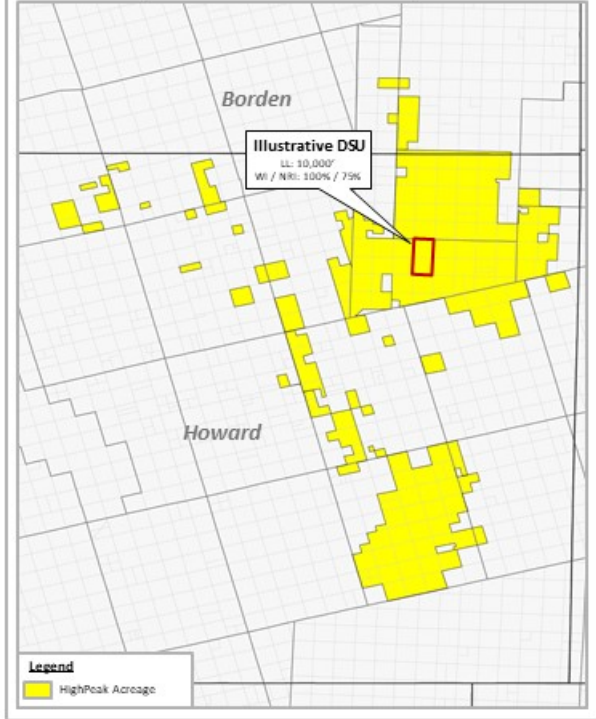 Borden
Illustrative DSU
LL: 10,000'
WI / NRI: 100% / 75%
Howard
Legend
HighPeak Acreage